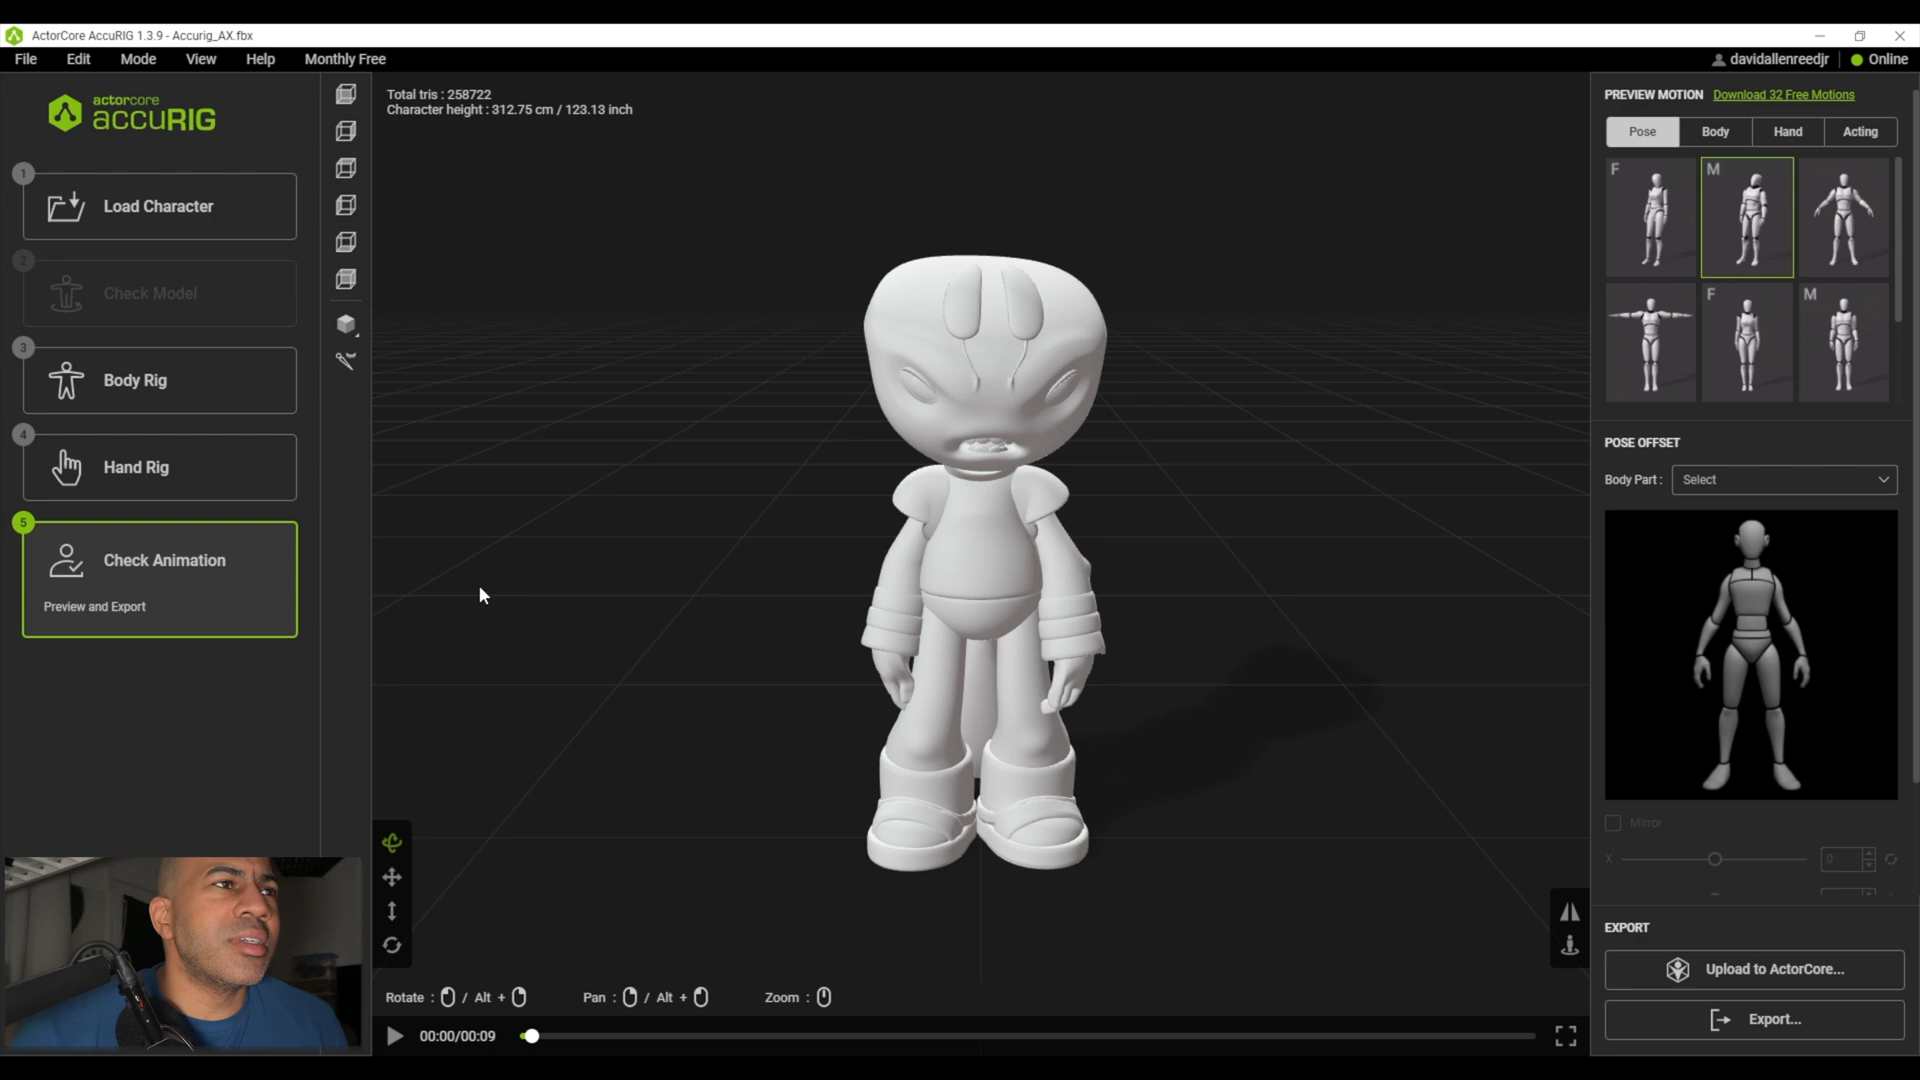 ActorCore AccuRIG 1.3.9 - Accurig_AX.fbx
File Edit Mode View Help Monthly Free
davidallenreedjr Online
actorcore
accuRIG
1
Load Character
2
Check Model
3
Body Rig
4
Hand Rig
5
Check Animation
Preview and Export
Total tris : 258722
Character height : 312.75 cm / 123.13 inch
Rotate : / Alt + Pan : / Alt + Zoom :
00:00/00:09
PREVIEW MOTION Download 32 Free Motions
Pose Body Hand Acting
F M
F M
POSE OFFSET
Body Part : Select
Mirror
X 0
EXPORT
Upload to ActorCore...
Export...